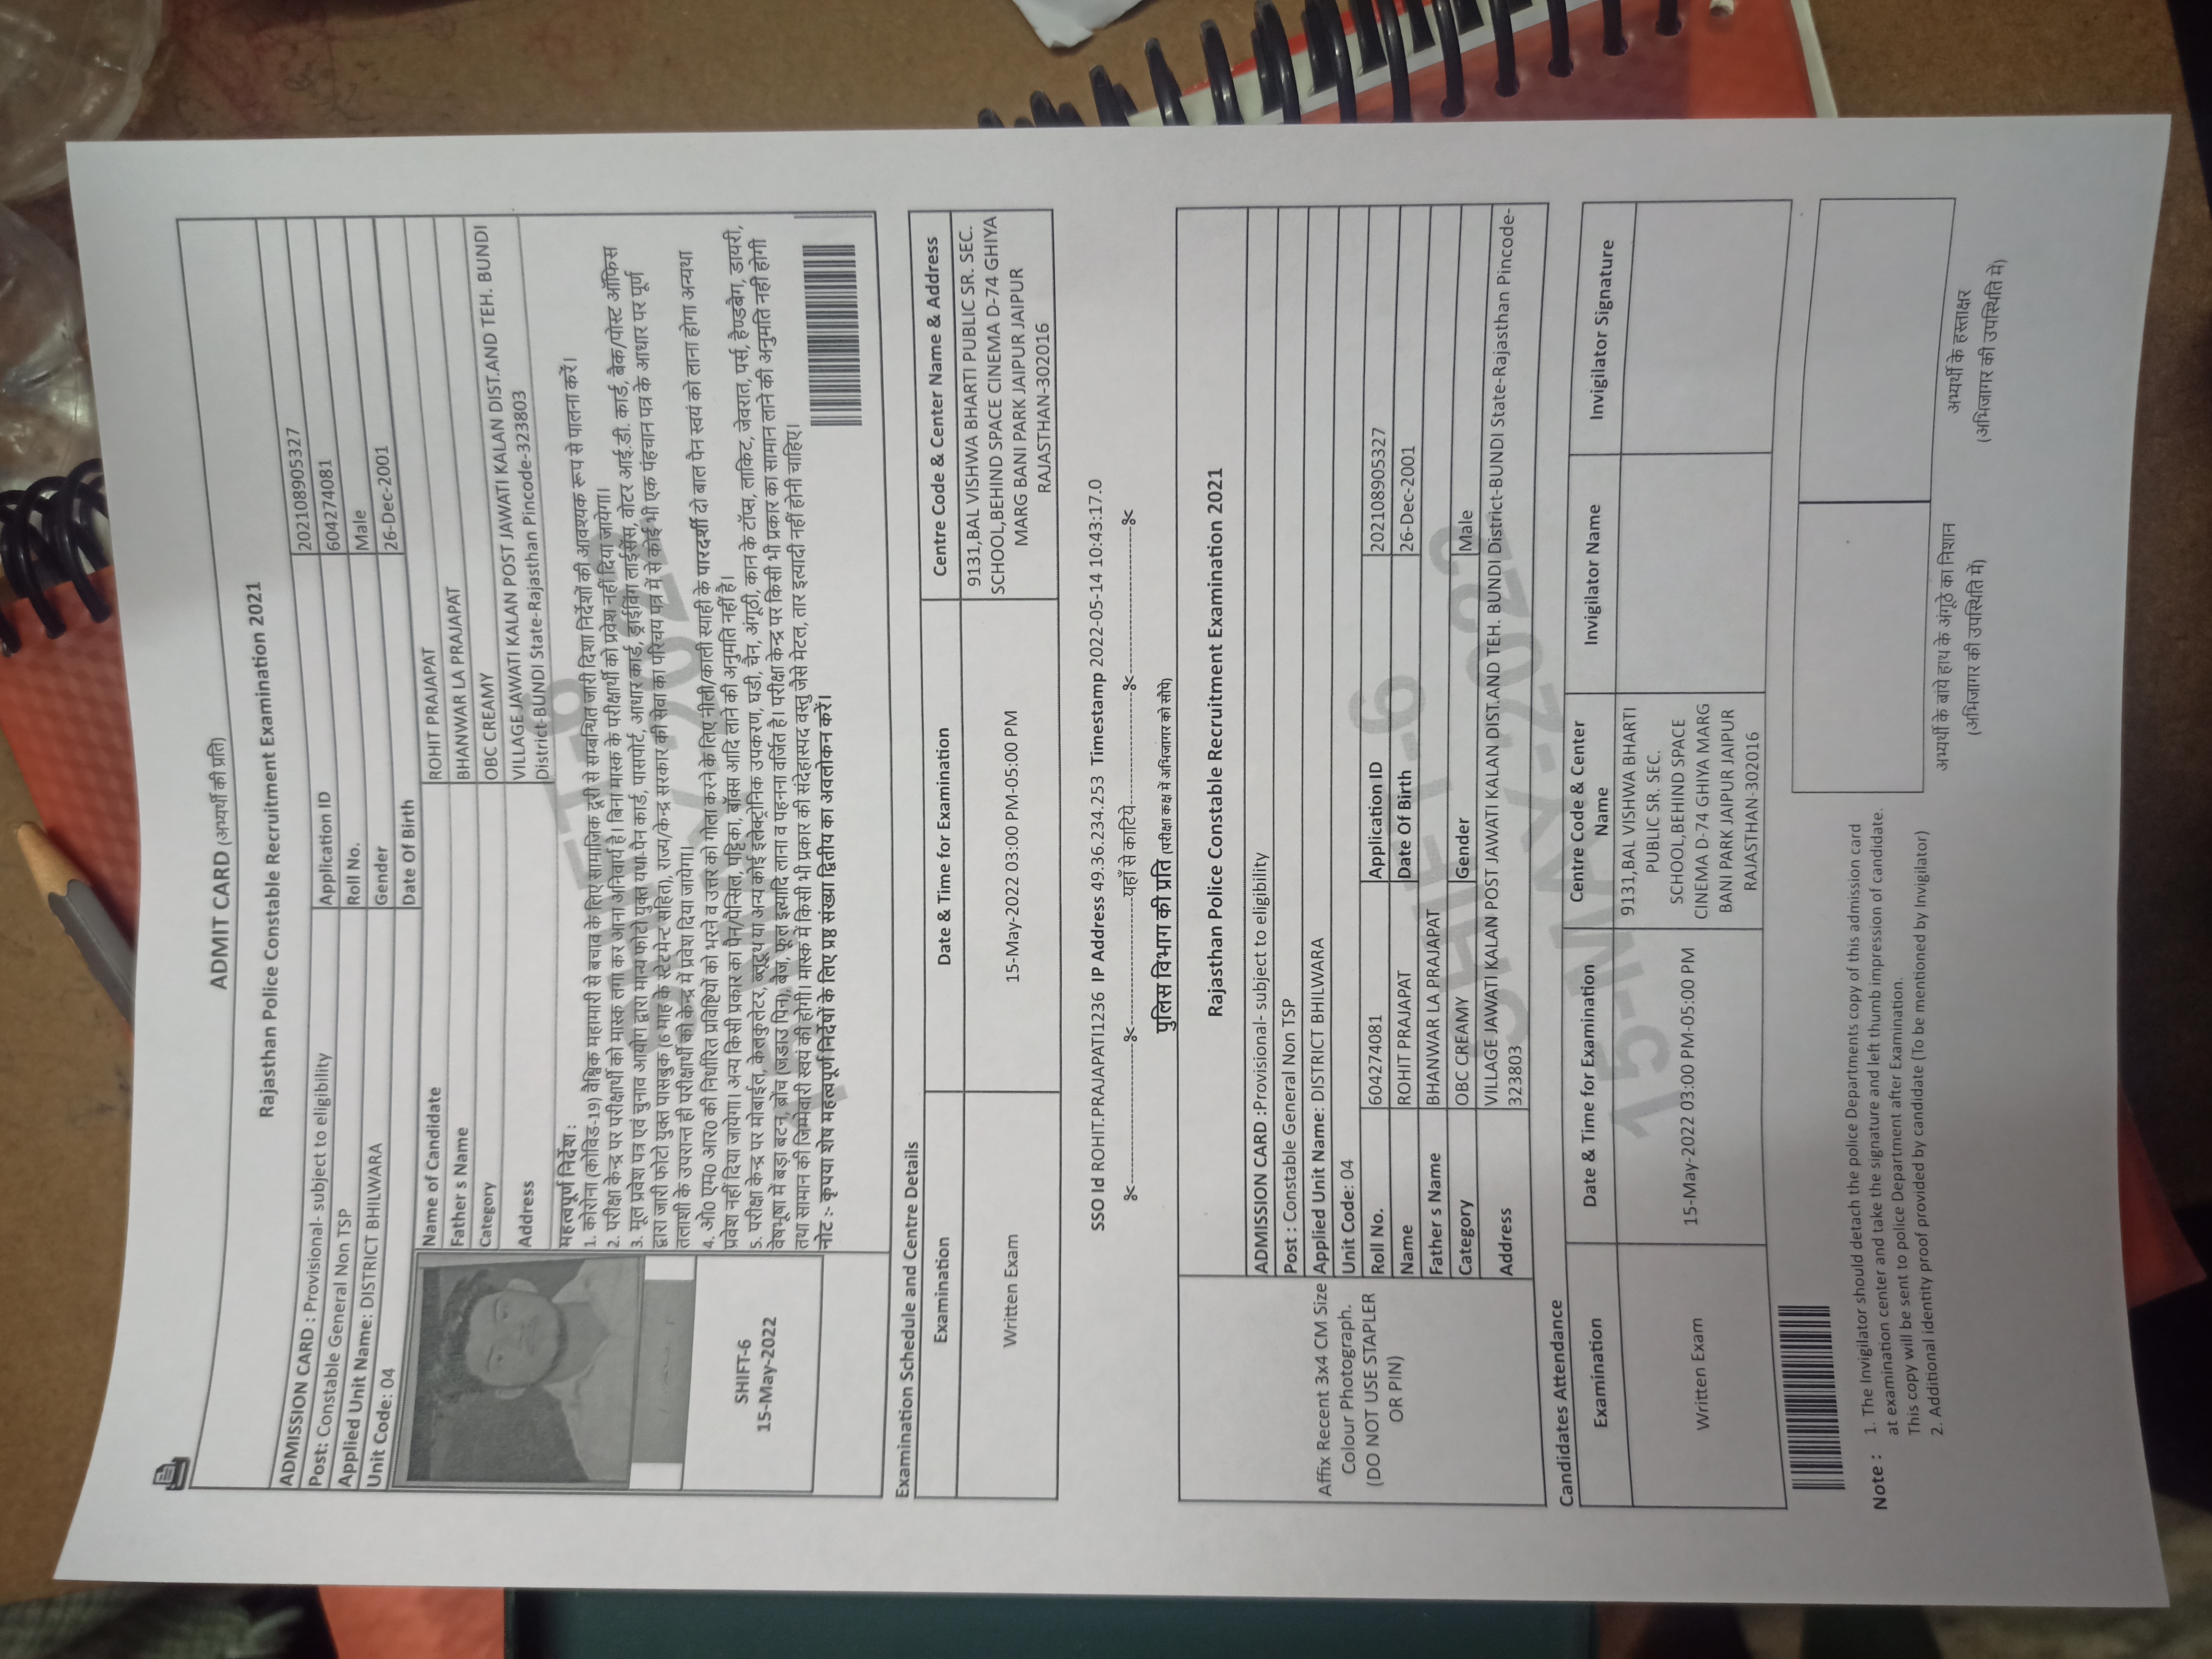 ADMIT CARD (अभ्यर्थी की प्रति)
Rajasthan Police Constable Recruitment Examination 2021
ADMISSION CARD : Provisional- subject to eligibility
Application ID
202108905327
Post: Constable General Non TSP
Roll No.
604274081
Applied Unit Name: DISTRICT BHILWARA
Gender
Male
Unit Code: 04
Date Of Birth
26-Dec-2001
Name of Candidate
ROHIT PRAJAPAT
Father s Name
BHANWAR LA PRAJAPAT
Category
OBC CREAMY
Address
VILLAGE JAWATI KALAN POST JAWATI KALAN DIST.AND TEH. BUNDI
District-BUNDI State-Rajasthan Pincode-323803
SHIFT-6
15-May-2022
महत्वपूर्ण निर्देश :
1. कोरोना (कोविड-19) वैश्विक महामारी से बचाव के लिए सामाजिक दूरी से सम्बन्धित जारी दिशा निर्देशों की आवश्यक रूप से पालना करें।
2. परीक्षा केन्द्र पर परीक्षार्थी को मास्क लगा कर आना अनिवार्य है। बिना मास्क के परीक्षार्थी को प्रवेश नहीं दिया जायेगा।
3. मूल प्रवेश पत्र एवं चुनाव आयोग द्वारा मान्य फोटो युक्त यथा-पैन कार्ड, पासपोर्ट, आधार कार्ड, ड्राईविंग लाईसेंस, वोटर आई.डी. कार्ड, बैक/पोस्ट ऑफिस
द्वारा जारी फोटो युक्त पासबुक (6 माह के स्टेटमेन्ट सहित), राज्य/केन्द्र सरकार की सेवा का परिचय पत्र में से कोई भी एक पंहचान पत्र के आधार पर पूर्ण
तलाशी के उपरान्त ही परीक्षार्थी को केन्द्र में प्रवेश दिया जायेगा।
4. ओ0 एम0 आर0 की निर्धारित प्रविष्टियों को भरने व उत्तर को गोला करने के लिए नीली/काली स्याही के पारदर्शी दो बाल पैन स्वयं को लाना होगा अन्यथा
प्रवेश नहीं दिया जायेगा। अन्य किसी प्रकार का पैन/पैन्सिल, पट्टिका, बॉक्स आदि लाने की अनुमति नहीं है।
5. परीक्षा केन्द्र पर मोबाईल, केलकुलेटर, ब्लूटूथ या अन्य कोई इलेक्ट्रोनिक उपकरण, घडी, चैन, अंगूठी, कान के टॉप्स, लाकिट, जेवरात, पर्स, हैण्डबैग, डायरी,
वेषभूषा में बड़ा बटन, ब्रोंच (जडाउ पिन), बेज, फूल इत्यादि लाना व पहनना वर्जित है। परीक्षा केन्द्र पर किसी भी प्रकार का सामान लाने की अनुमति नही होगी
तथा सामान की जिम्मेवारी स्वयं की होगी। मास्क में किसी भी प्रकार की संदेहास्पद वस्तु जैसे मेटल, तार इत्यादी नहीं होनी चाहिए।
नोट :- कृपया शेष महत्वपूर्ण निर्देषों के लिए प्रष्ठ संख्या द्वितीय का अवलोकन करें।
SHIFT-6
15-MAY-2022
Examination Schedule and Centre Details
Examination
Date & Time for Examination
Centre Code & Center Name & Address
Written Exam
15-May-2022 03:00 PM-05:00 PM
9131,BAL VISHWA BHARTI PUBLIC SR. SEC.
SCHOOL,BEHIND SPACE CINEMA D-74 GHIYA
MARG BANI PARK JAIPUR JAIPUR
RAJASTHAN-302016
SSO Id ROHIT.PRAJAPATI1236 IP Address 49.36.234.253 Timestamp 2022-05-14 10:43:17.0
यहाँ से काटिये
पुलिस विभाग की प्रति (परीक्षा कक्ष में अभिजागर को सौपे)
Affix Recent 3x4 CM Size
Colour Photograph.
(DO NOT USE STAPLER
OR PIN)
Rajasthan Police Constable Recruitment Examination 2021
ADMISSION CARD :Provisional- subject to eligibility
Post : Constable General Non TSP
Applied Unit Name: DISTRICT BHILWARA
Unit Code: 04
Roll No.
604274081
Application ID
202108905327
Name
ROHIT PRAJAPAT
Date Of Birth
26-Dec-2001
Father s Name
BHANWAR LA PRAJAPAT
Category
OBC CREAMY
Gender
Male
Address
VILLAGE JAWATI KALAN POST JAWATI KALAN DIST.AND TEH. BUNDI District-BUNDI State-Rajasthan Pincode-
323803
SHIFT-6
15-MAY-2022
Candidates Attendance
Examination
Date & Time for Examination
Centre Code & Center
Name
Invigilator Name
Invigilator Signature
Written Exam
15-May-2022 03:00 PM-05:00 PM
9131,BAL VISHWA BHARTI
PUBLIC SR. SEC.
SCHOOL,BEHIND SPACE
CINEMA D-74 GHIYA MARG
BANI PARK JAIPUR JAIPUR
RAJASTHAN-302016
Note : 1. The Invigilator should detach the police Departments copy of this admission card
at examination center and take the signature and left thumb impression of candidate.
This copy will be sent to police Department after Examination.
2. Additional identity proof provided by candidate (To be mentioned by Invigilator)
अभ्यर्थी के बांये हाथ के अंगूठे का निशान
(अभिजागर की उपस्थिति में)
अभ्यर्थी के हस्ताक्षर
(अभिजागर की उपस्थिति में)